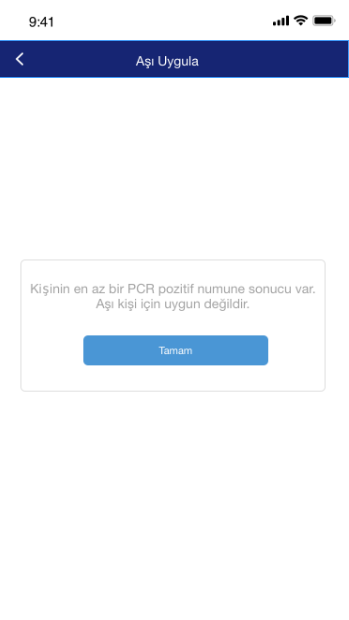 9:41
Aşı Uygula
Kişinin en az bir PCR pozitif numune sonucu var.
Aşı kişi için uygun değildir.
Tamam